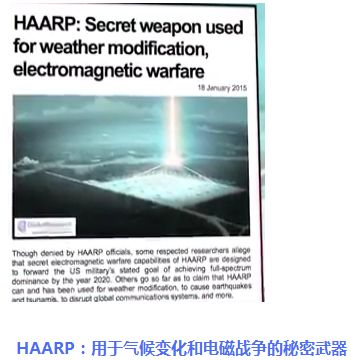 HAARP: Secret weapon used
for weather modification,
electromagnetic warfare
18 January 2015
GlobalResearch
Though denied by HAARP officials, some respected researchers allege
that secret electromagnetic warfare capabilities of HAARP are designed
to forward the US military's stated goal of achieving full-spectrum
dominance by the year 2020. Others go so far as to claim that HAARP
can and has been used for weather modification, to cause earthquakes
and tsunamis, to disrupt global communications systems, and more.
HAARP：用于气候变化和电磁战争的秘密武器